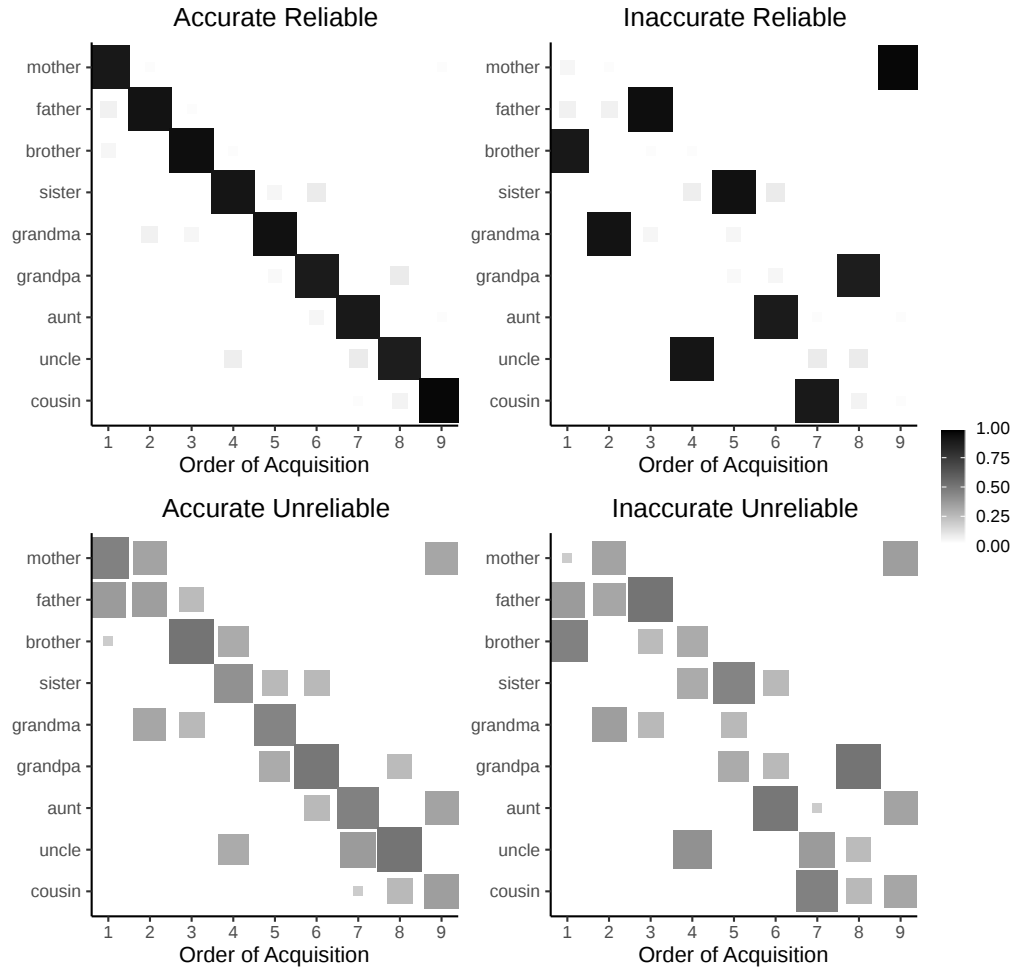 Accurate Reliable
mother
father
brother
sister
grandma
grandpa
aunt
uncle
cousin
1 2 3 4 5 6 7 8 9
Order of Acquisition
Inaccurate Reliable
mother
father
brother
sister
grandma
grandpa
aunt
uncle
cousin
1 2 3 4 5 6 7 8 9
Order of Acquisition
1.00
0.75
0.50
0.25
0.00
Accurate Unreliable
mother
father
brother
sister
grandma
grandpa
aunt
uncle
cousin
1 2 3 4 5 6 7 8 9
Order of Acquisition
Inaccurate Unreliable
mother
father
brother
sister
grandma
grandpa
aunt
uncle
cousin
1 2 3 4 5 6 7 8 9
Order of Acquisition